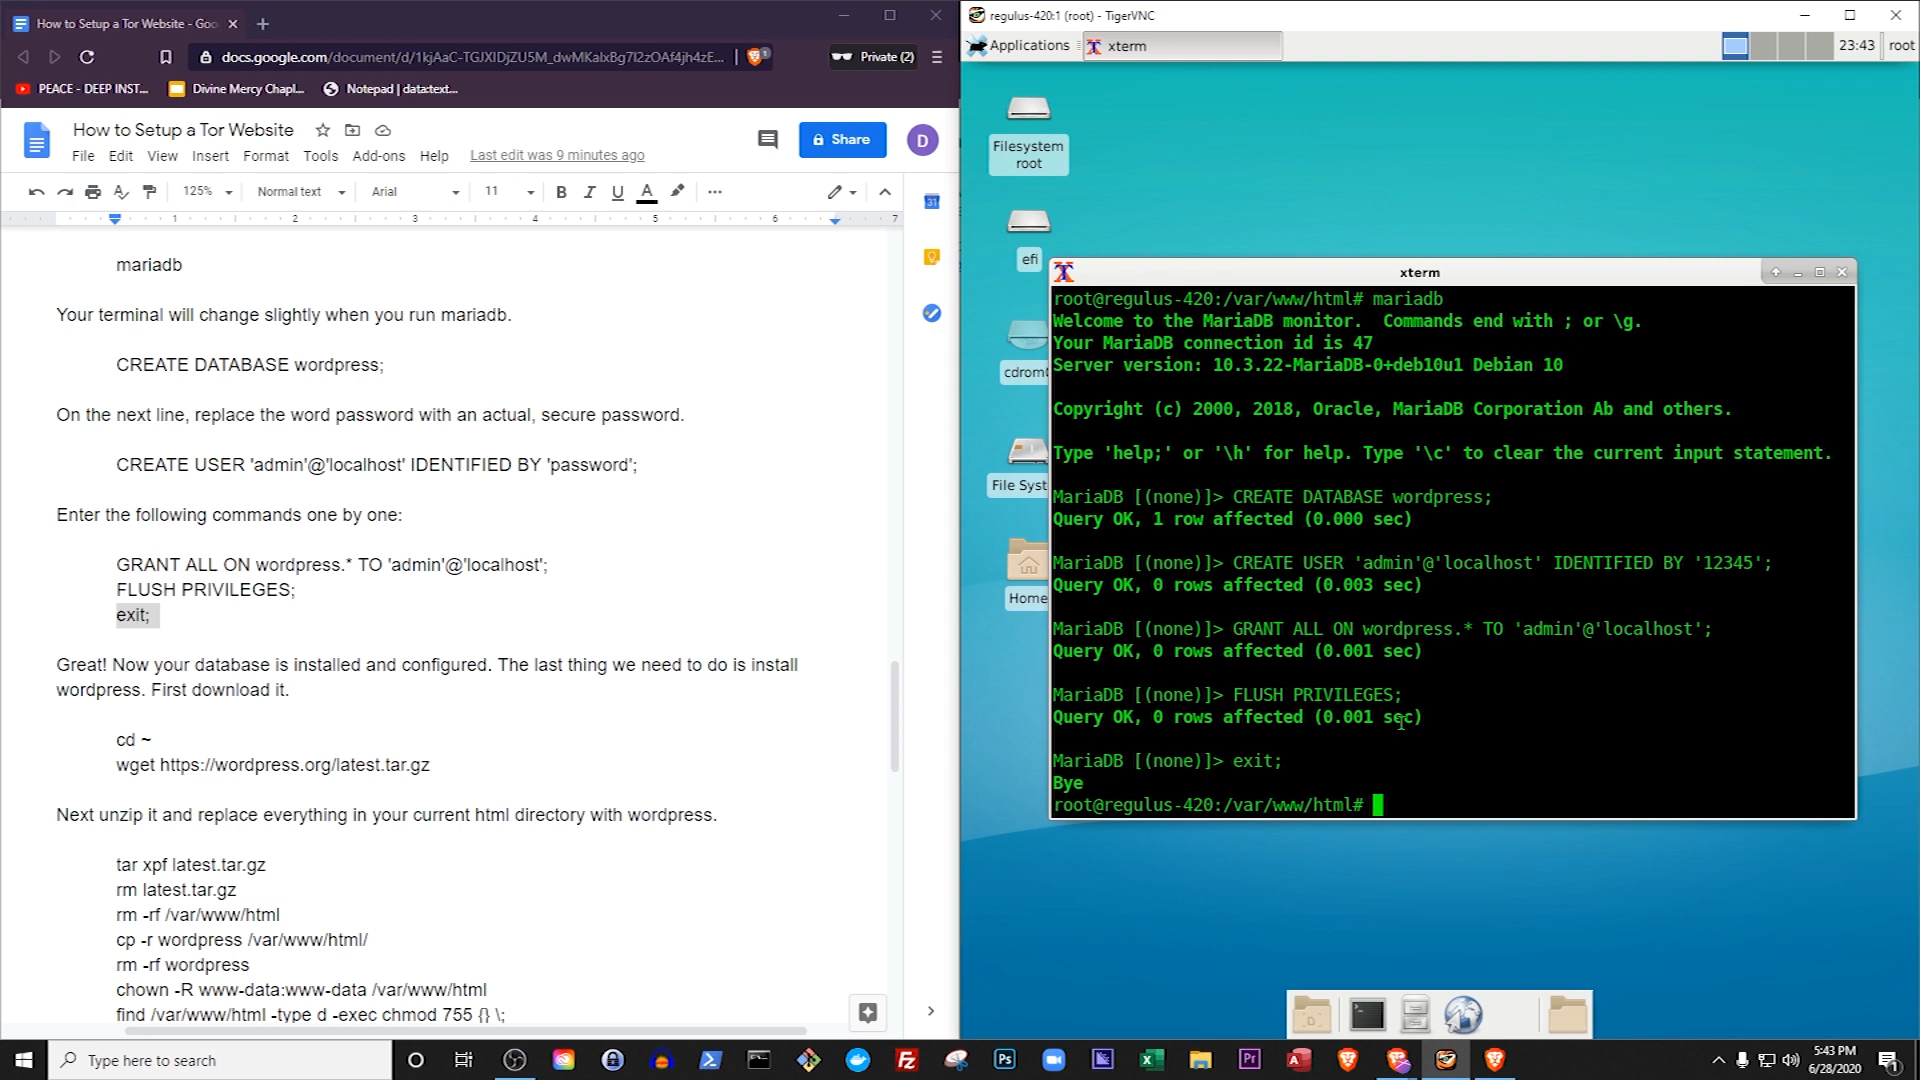 How to Setup a Tor Website - Goo
docs.google.com/document/d/1kjAaC-TGJXIDjZU5M_dwMKalxBg7I2zOAf4jh4zE...
1
Private (2)
PEACE - DEEP INST...
Divine Mercy Chapl...
Notepad | data:text...
How to Setup a Tor Website
Share
D
File Edit View Insert Format Tools Add-ons Help
Last edit was 9 minutes ago
125%
Normal text
Arial
11
B I U A
1 2 3 4 5 6 7
31
mariadb
Your terminal will change slightly when you run mariadb.
CREATE DATABASE wordpress;
On the next line, replace the word password with an actual, secure password.
CREATE USER 'admin'@'localhost' IDENTIFIED BY 'password';
Enter the following commands one by one:
GRANT ALL ON wordpress.* TO 'admin'@'localhost';
FLUSH PRIVILEGES;
exit;
Great! Now your database is installed and configured. The last thing we need to do is install
wordpress. First download it.
cd ~
wget https://wordpress.org/latest.tar.gz
Next unzip it and replace everything in your current html directory with wordpress.
tar xpf latest.tar.gz
rm latest.tar.gz
rm -rf /var/www/html
cp -r wordpress /var/www/html/
rm -rf wordpress
chown -R www-data:www-data /var/www/html
find /var/www/html -type d -exec chmod 755 {} \;
regulus-420:1 (root) - TigerVNC
Applications
xterm
23:43
root
Filesystem
root
efi
cdrom
File Syst
Home
xterm
root@regulus-420:/var/www/html# mariadb
Welcome to the MariaDB monitor.  Commands end with ; or \g.
Your MariaDB connection id is 47
Server version: 10.3.22-MariaDB-0+deb10u1 Debian 10
Copyright (c) 2000, 2018, Oracle, MariaDB Corporation Ab and others.
Type 'help;' or '\h' for help. Type '\c' to clear the current input statement.
MariaDB [(none)]> CREATE DATABASE wordpress;
Query OK, 1 row affected (0.000 sec)
MariaDB [(none)]> CREATE USER 'admin'@'localhost' IDENTIFIED BY '12345';
Query OK, 0 rows affected (0.003 sec)
MariaDB [(none)]> GRANT ALL ON wordpress.* TO 'admin'@'localhost';
Query OK, 0 rows affected (0.001 sec)
MariaDB [(none)]> FLUSH PRIVILEGES;
Query OK, 0 rows affected (0.001 sec)
MariaDB [(none)]> exit;
Bye
root@regulus-420:/var/www/html#
Type here to search
Ps
Pr
5:43 PM
6/28/2020
1